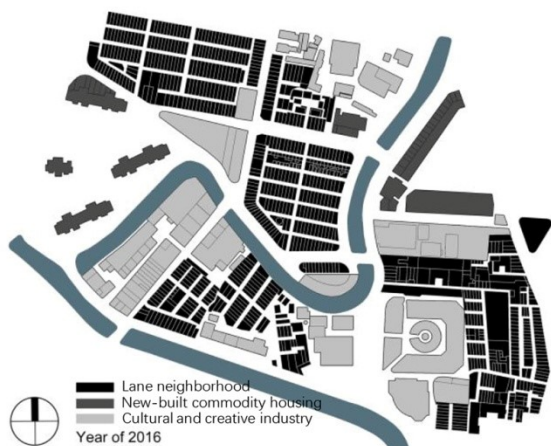 Lane neighborhood
New-built commodity housing
Cultural and creative industry
Year of 2016